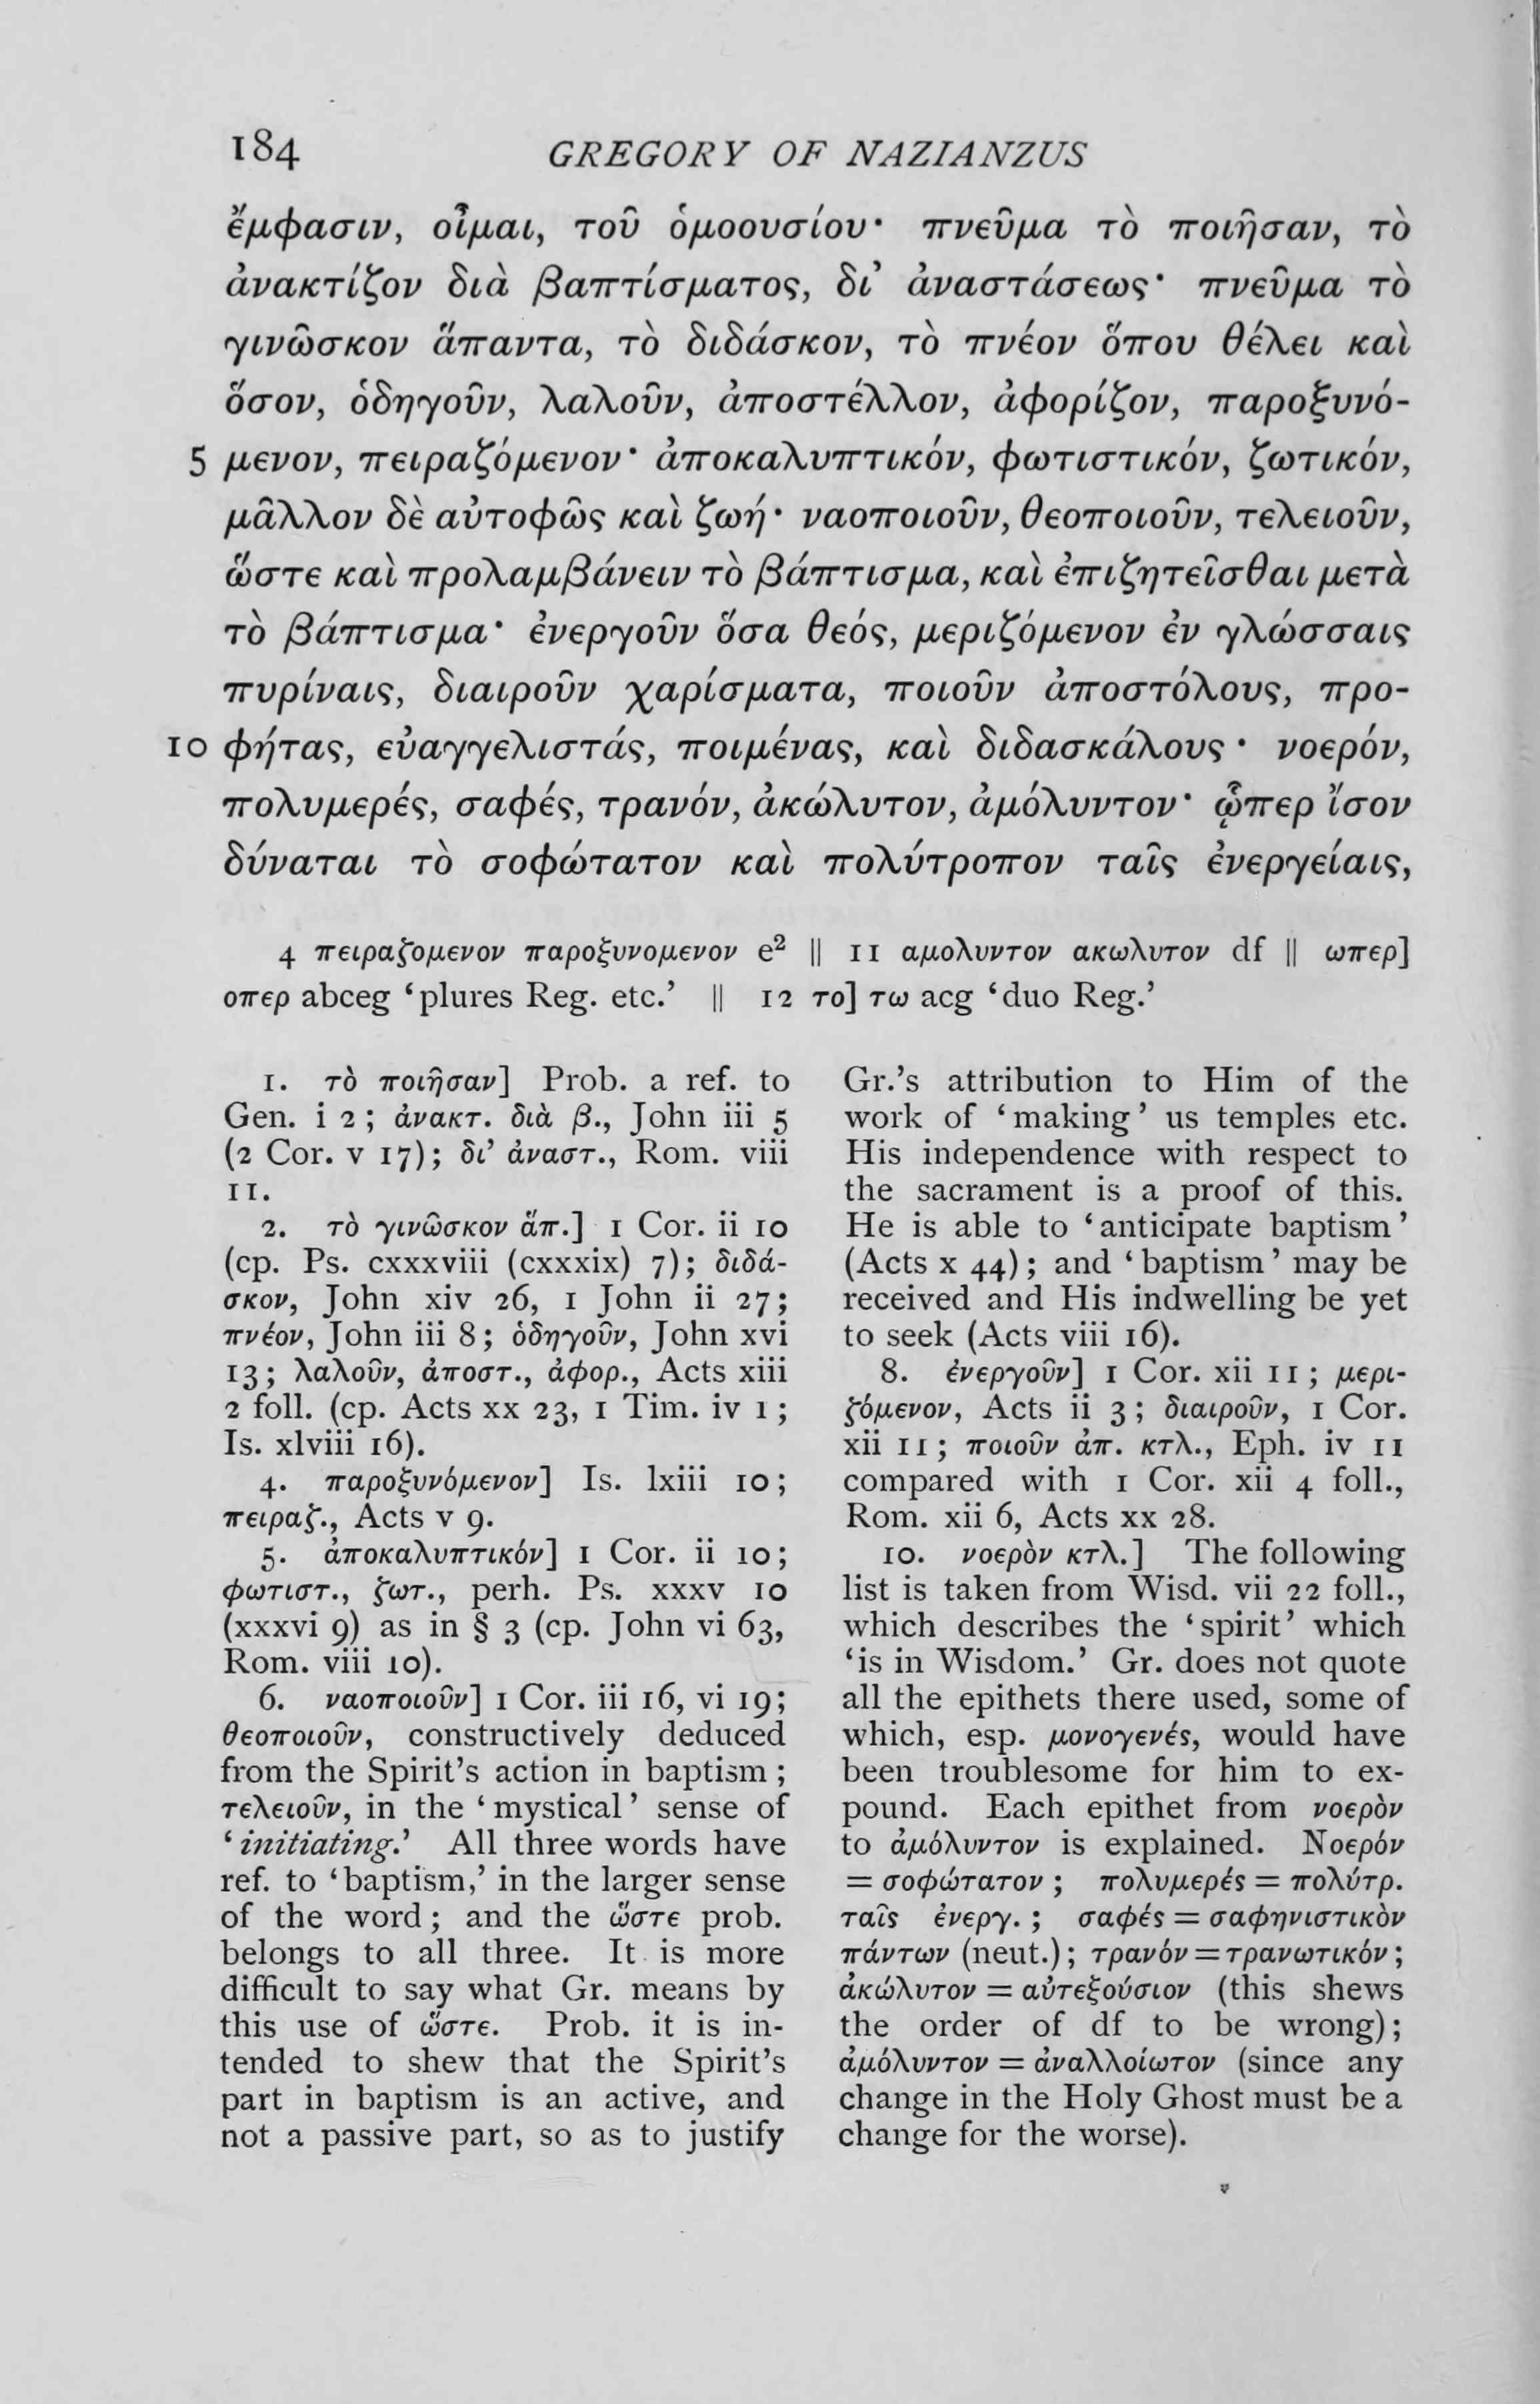 184 GREGORY OF NAZIANZUS
ἔμφασιν, οἶμαι, τοῦ ὁμοουσίου· πνεῦμα τὸ ποιῆσαν, τὸ
ἀνακτίζον διὰ βαπτίσματος, δι’ ἀναστάσεως· πνεῦμα τὸ
γινῶσκον ἅπαντα, τὸ διδάσκον, τὸ πνέον ὅπου θέλει καὶ
ὅσον, ὁδηγοῦν, λαλοῦν, ἀποστέλλον, ἀφορίζον, παροξυνό-
5 μενον, πειραζόμενον· ἀποκαλυπτικόν, φωτιστικόν, ζωτικόν,
μᾶλλον δὲ αὐτοφῶς καὶ ζωή· ναοποιοῦν, θεοποιοῦν, τελειοῦν,
ὥστε καὶ προλαμβάνειν τὸ βάπτισμα, καὶ ἐπιζητεῖσθαι μετὰ
τὸ βάπτισμα· ἐνεργοῦν ὅσα θεός, μεριζόμενον ἐν γλώσσαις
πυρίναις, διαιροῦν χαρίσματα, ποιοῦν ἀποστόλους, προ-
10 φήτας, εὐαγγελιστάς, ποιμένας, καὶ διδασκάλους· νοερόν,
πολυμερές, σαφές, τρανόν, ἀκώλυτον, ἀμόλυντον· ᾧπερ ἴσον
δύναται τὸ σοφώτατον καὶ πολύτροπον ταῖς ἐνεργείαις,
4 πειραζομενον παροξυνομενον e² || 11 αμολυντον ακωλυτον df || ωπερ]
οπερ abceg ‘plures Reg. etc.’ || 12 το] τω acg ‘duo Reg.’
1. τὸ ποιῆσαν] Prob. a ref. to
Gen. i 2; ἀνακτ. διὰ β., John iii 5
(2 Cor. v 17); δι’ ἀναστ., Rom. viii
11.
2. τὸ γινῶσκον ἅπ.] 1 Cor. ii 10
(cp. Ps. cxxxviii (cxxxix) 7); διδά-
σκον, John xiv 26, 1 John ii 27;
πνέον, John iii 8; ὁδηγοῦν, John xvi
13; λαλοῦν, ἀποστ., ἀφορ., Acts xiii
2 foll. (cp. Acts xx 23, 1 Tim. iv 1;
Is. xlviii 16).
4. παροξυνόμενον] Is. lxiii 10;
πειραζ., Acts v 9.
5. ἀποκαλυπτικόν] 1 Cor. ii 10;
φωτιστ., ζωτ., perh. Ps. xxxv 10
(xxxvi 9) as in § 3 (cp. John vi 63,
Rom. viii 10).
6. ναοποιοῦν] 1 Cor. iii 16, vi 19;
θεοποιοῦν, constructively deduced
from the Spirit’s action in baptism;
τελειοῦν, in the ‘mystical’ sense of
‘initiating.’ All three words have
ref. to ‘baptism,’ in the larger sense
of the word; and the ὥστε prob.
belongs to all three. It is more
difficult to say what Gr. means by
this use of ὥστε. Prob. it is in-
tended to shew that the Spirit’s
part in baptism is an active, and
not a passive part, so as to justify
Gr.’s attribution to Him of the
work of ‘making’ us temples etc.
His independence with respect to
the sacrament is a proof of this.
He is able to ‘anticipate baptism’
(Acts x 44); and ‘baptism’ may be
received and His indwelling be yet
to seek (Acts viii 16).
8. ἐνεργοῦν] 1 Cor. xii 11; μερι-
ζόμενον, Acts ii 3; διαιροῦν, 1 Cor.
xii 11; ποιοῦν ἀπ. κτλ., Eph. iv 11
compared with 1 Cor. xii 4 foll.,
Rom. xii 6, Acts xx 28.
10. νοερὸν κτλ.] The following
list is taken from Wisd. vii 22 foll.,
which describes the ‘spirit’ which
‘is in Wisdom.’ Gr. does not quote
all the epithets there used, some of
which, esp. μονογενές, would have
been troublesome for him to ex-
pound. Each epithet from νοερὸν
to ἀμόλυντον is explained. Νοερόν
= σοφώτατον; πολυμερές = πολύτρ.
ταῖς ἐνεργ.; σαφές = σαφηνιστικὸν
πάντων (neut.); τρανόν = τρανωτικόν;
ἀκώλυτον = αὐτεξούσιον (this shews
the order of df to be wrong);
ἀμόλυντον = ἀναλλοίωτον (since any
change in the Holy Ghost must be a
change for the worse).